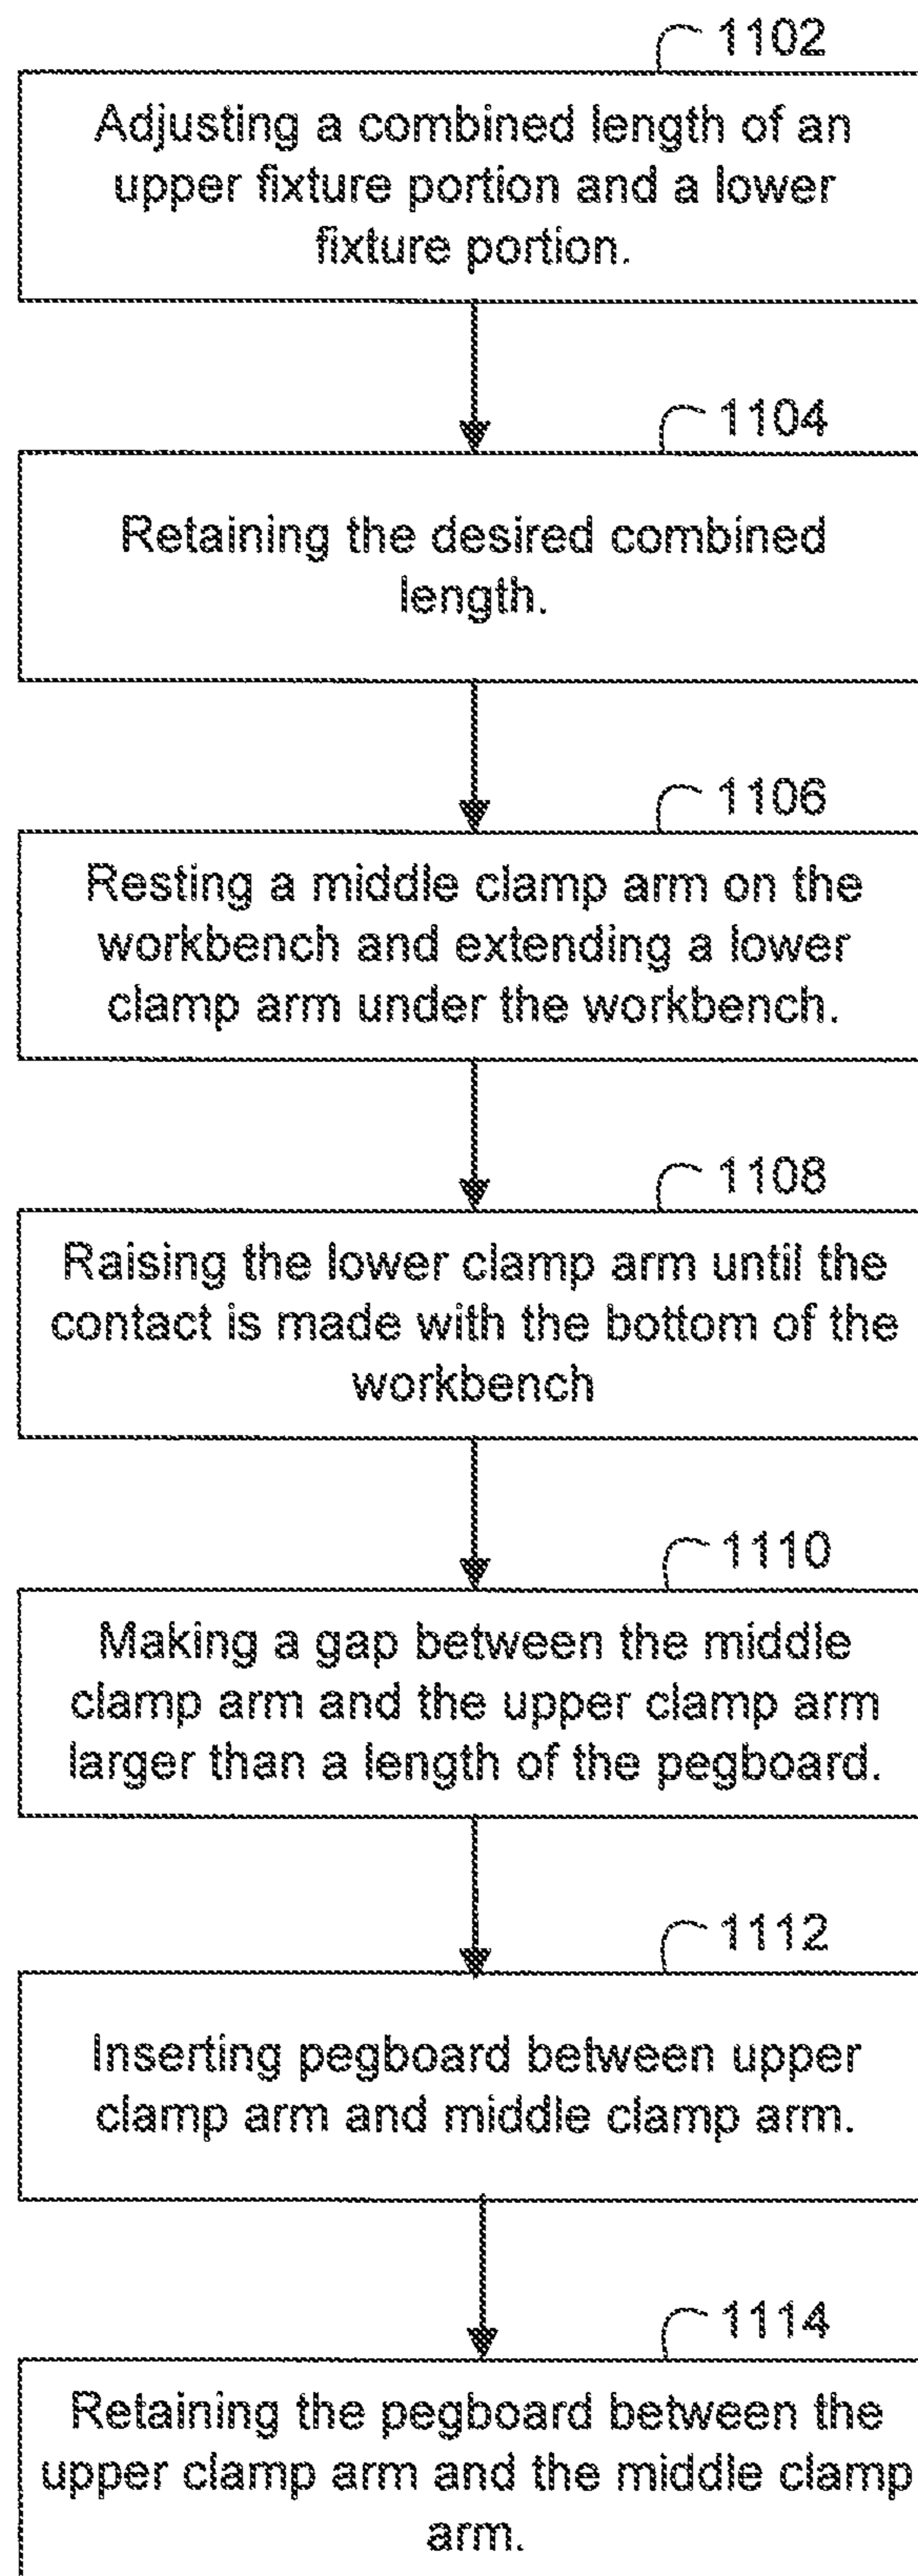 1102
Adjusting a combined length of an
upper fixture portion and a lower
fixture portion.
1104
Retaining the desired combined
length.
1106
Resting a middle clamp arm on the
workbench and extending a lower
clamp arm under the workbench.
1108
Raising the lower clamp arm until the
contact is made with the bottom of the
workbench
1110
Making a gap between the middle
clamp arm and the upper clamp arm
larger than a length of the pegboard.
1112
Inserting pegboard between upper
clamp arm and middle clamp arm.
1114
Retaining the pegboard between the
upper clamp arm and the middle clamp
arm.